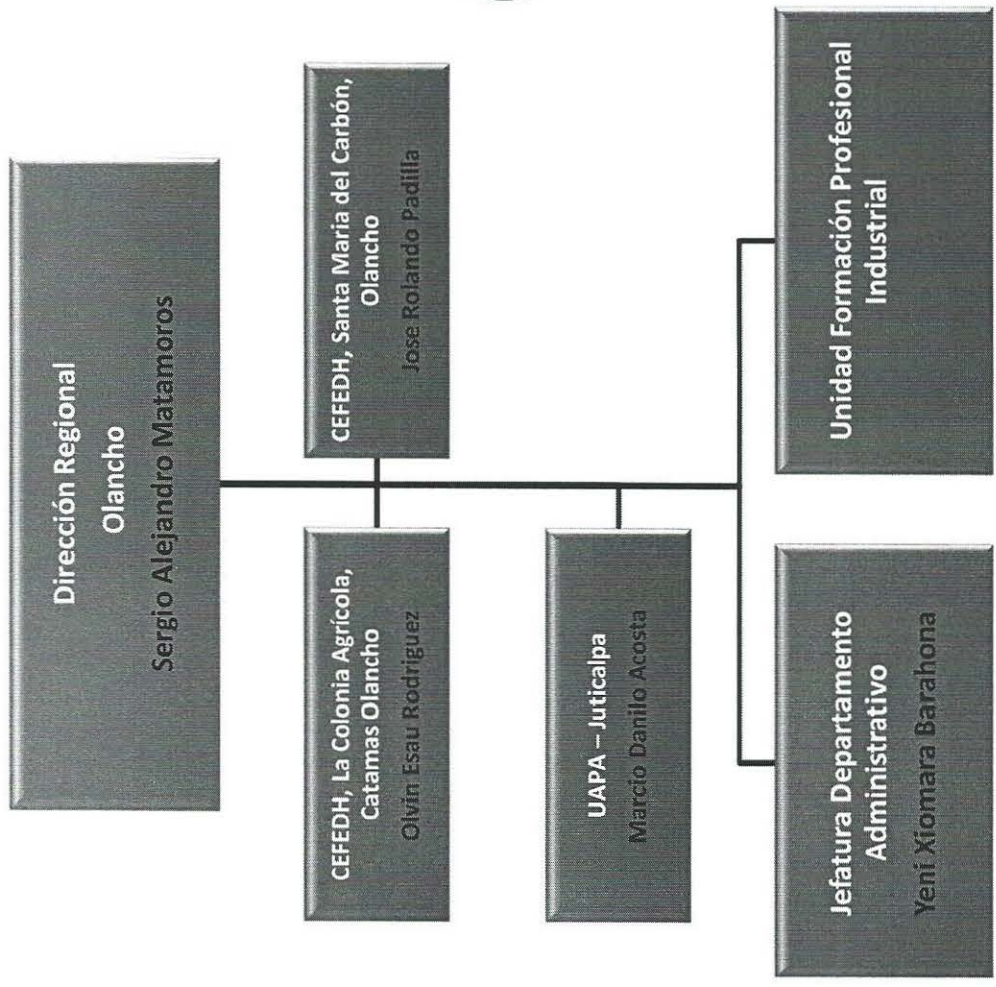 Dirección Regional
Olancho
Sergio Alejandro Matamoros
CEFEDH, La Colonia Agrícola,
Catamas Olancho
Olvin Esau Rodriguez
CEFEDH, Santa Maria del Carbón,
Olancho
Jose Rolando Padilla
UAPA – Juticalpa
Marcio Danilo Acosta
Jefatura Departamento
Administrativo
Yeni Xiomara Barahona
Unidad Formación Profesional
Industrial